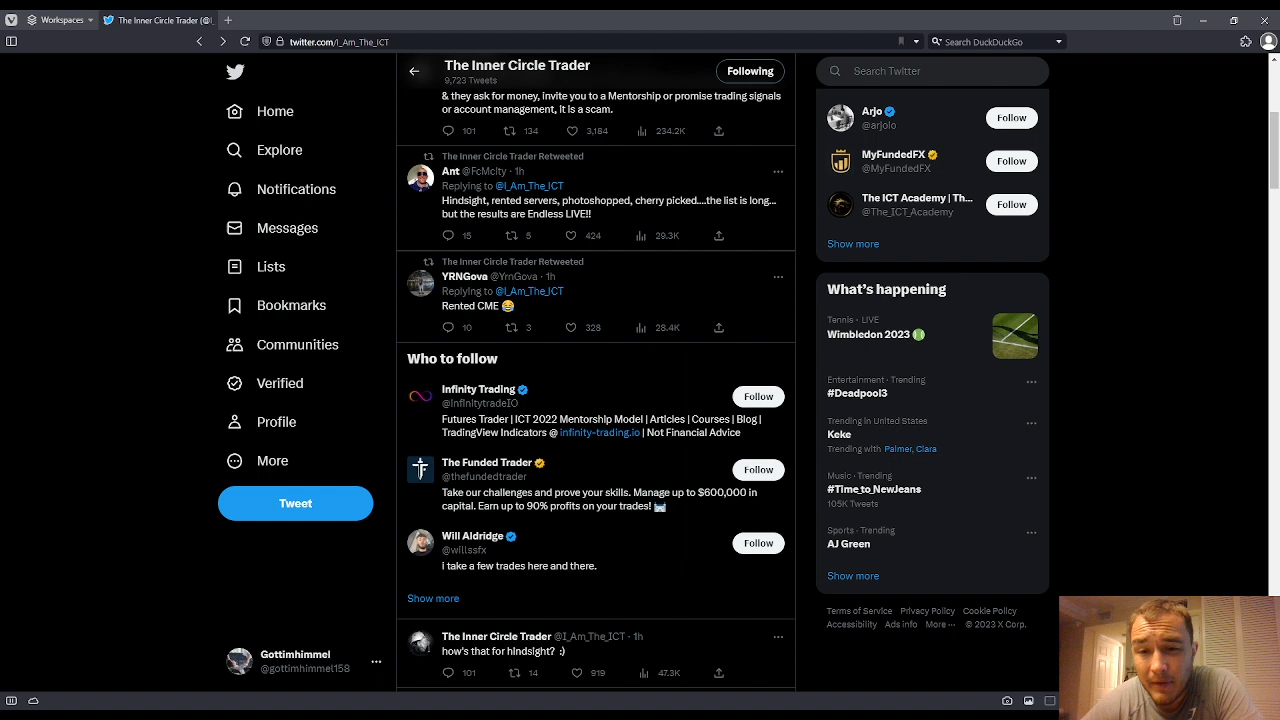 Workspaces
The Inner Circle Trader (@I_
twitter.com/I_Am_The_ICT
Search DuckDuckGo
Home
Explore
Notifications
Messages
Lists
Bookmarks
Communities
Verified
Profile
More
Tweet
Gottimhimmel
@gottimhimmel158
The Inner Circle Trader
9,723 Tweets
Following
& they ask for money, invite you to a Mentorship or promise trading signals
or account management, it is a scam.
101 134 3,184 234.2K
The Inner Circle Trader Retweeted
Ant @FcMcity · 1h
Replying to @I_Am_The_ICT
Hindsight, rented servers, photoshopped, cherry picked....the list is long...
but the results are Endless LIVE!!
15 5 424 29.3K
The Inner Circle Trader Retweeted
YRNGova @YrnGova · 1h
Replying to @I_Am_The_ICT
Rented CME 😂
10 3 328 28.4K
Who to follow
Infinity Trading
@infinitytradeIO
Follow
Futures Trader | ICT 2022 Mentorship Model | Articles | Courses | Blog |
TradingView Indicators @ infinity-trading.io | Not Financial Advice
The Funded Trader
@thefundedtrader
Follow
Take our challenges and prove your skills. Manage up to $600,000 in
capital. Earn up to 90% profits on your trades!
Will Aldridge
@willssfx
Follow
i take a few trades here and there.
Show more
The Inner Circle Trader @I_Am_The_ICT · 1h
how's that for hindsight? :)
101 14 919 47.3K
Search Twitter
Arjo
@arjoio
Follow
MyFundedFX
@MyFundedFX
Follow
The ICT Academy | Th...
@The_ICT_Academy
Follow
Show more
What's happening
Tennis · LIVE
Wimbledon 2023
Entertainment · Trending
#Deadpool3
Trending in United States
Keke
Trending with Palmer, Clara
Music · Trending
#Time_to_NewJeans
105K Tweets
Sports · Trending
AJ Green
Show more
Terms of Service Privacy Policy Cookie Policy
Accessibility Ads info More ··· © 2023 X Corp.